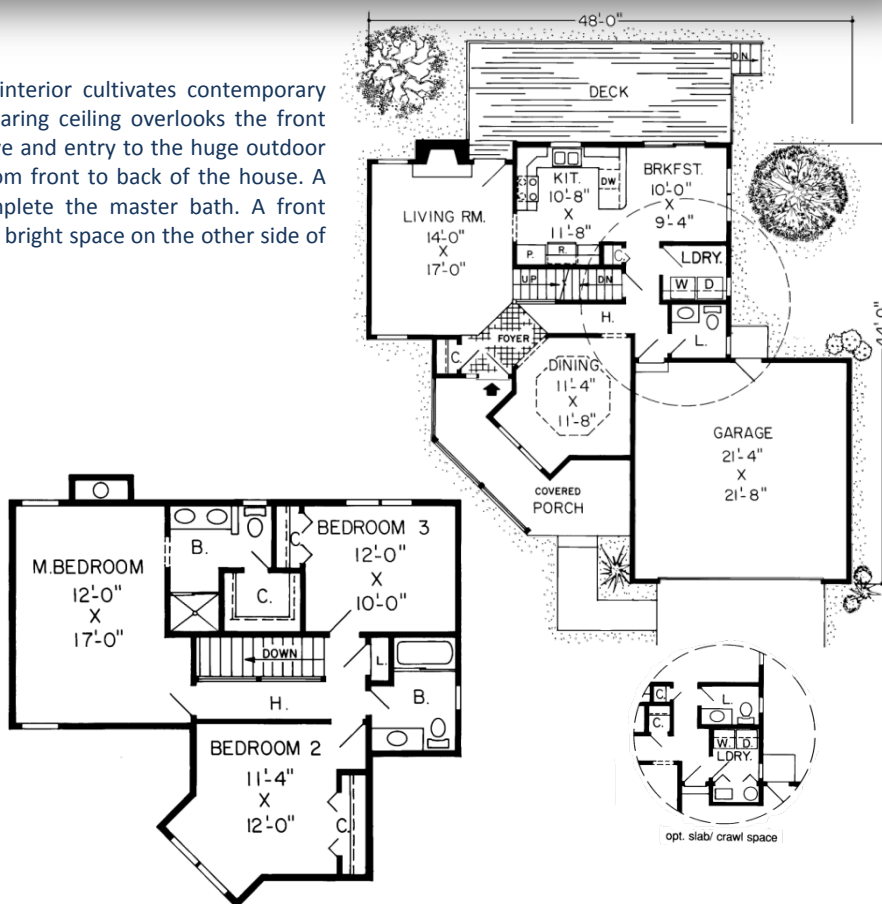 interior cultivates contemporary
aring ceiling overlooks the front
e and entry to the huge outdoor
om front to back of the house. A
mplete the master bath. A front
bright space on the other side of
48'-0"
DN
DECK
KIT.
10'-8"
X
11'-8"
DW
BRKFST.
10'-0"
X
9'-4"
LIVING RM.
14'-0"
X
17'-0"
P.
R.
C.
LDRY.
W D
UP
DN
H.
L.
FOYER
C.
DINING
11'-4"
X
11'-8"
44'-0"
GARAGE
21'-4"
X
21'-8"
COVERED
PORCH
M.BEDROOM
12'-0"
X
17'-0"
B.
C.
C.
BEDROOM 3
12'-0"
X
10'-0"
DOWN
L.
H.
B.
BEDROOM 2
11'-4"
X
12'-0"
C.
C.
L.
C.
W. D.
LDRY.
opt. slab/ crawl space